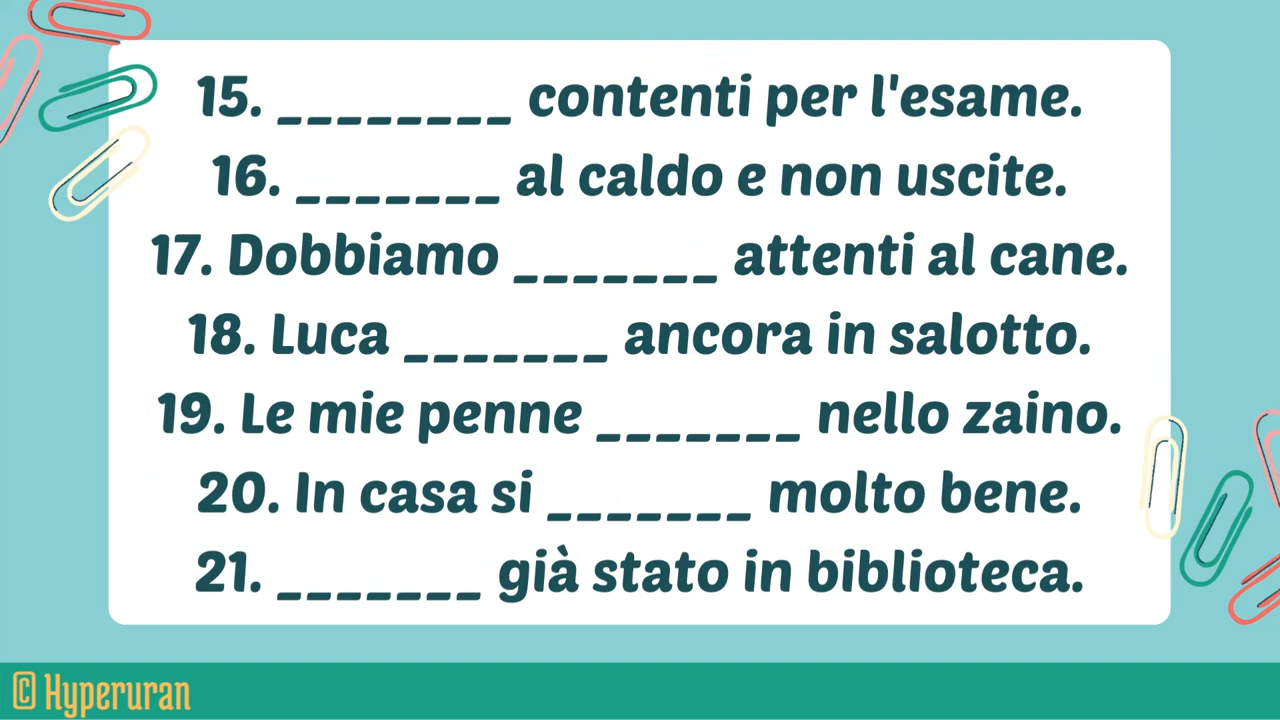 15. ________ contenti per l'esame.
16. _______ al caldo e non uscite.
17. Dobbiamo _______ attenti al cane.
18. Luca _______ ancora in salotto.
19. Le mie penne _______ nello zaino.
20. In casa si _______ molto bene.
21. _______ già stato in biblioteca.
© Hyperuran